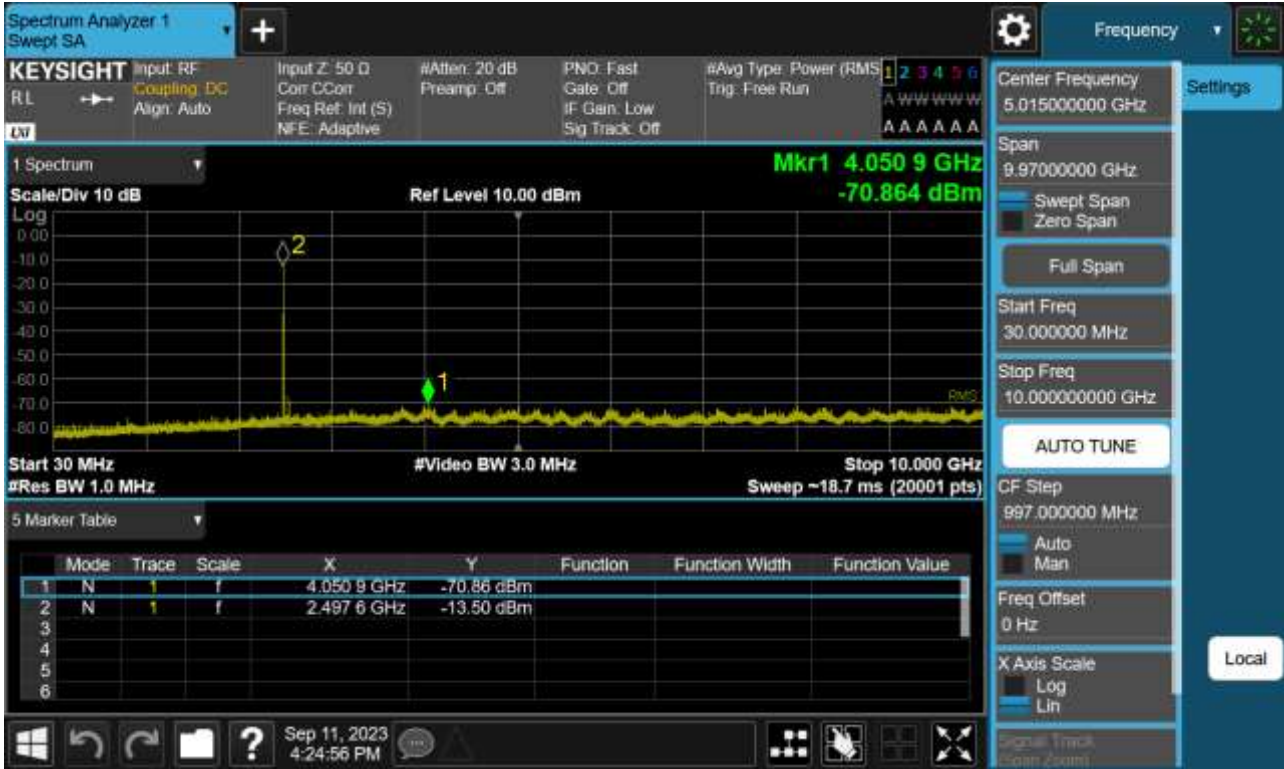 Spectrum Analyzer 1
Swept SA
Frequency
KEYSIGHT
RL
LXI
Input: RF
Coupling: DC
Align: Auto
Input Z: 50 Ω
Corr CCorr
Freq Ref: Int (S)
NFE: Adaptive
#Atten: 20 dB
Preamp: Off
PNO: Fast
Gate: Off
IF Gain: Low
Sig Track: Off
#Avg Type: Power (RMS
Trig: Free Run
1 2 3 4 5 6
A W W W W W
A A A A A A
1 Spectrum
Scale/Div 10 dB
Ref Level 10.00 dBm
Mkr1 4.050 9 GHz
-70.864 dBm
Log
0.00
-10.0
-20.0
-30.0
-40.0
-50.0
-60.0
-70.0
-80.0
2
1
RMS
Start 30 MHz
#Video BW 3.0 MHz
Stop 10.000 GHz
#Res BW 1.0 MHz
Sweep ~18.7 ms (20001 pts)
5 Marker Table
Mode Trace Scale X Y Function Function Width Function Value
1 N 1 f 4.050 9 GHz -70.86 dBm
2 N 1 f 2.497 6 GHz -13.50 dBm
3
4
5
6
Sep 11, 2023
4:24:56 PM
Center Frequency
5.015000000 GHz
Settings
Span
9.97000000 GHz
Swept Span
Zero Span
Full Span
Start Freq
30.000000 MHz
Stop Freq
10.000000000 GHz
AUTO TUNE
CF Step
997.000000 MHz
Auto
Man
Freq Offset
0 Hz
X Axis Scale
Log
Lin
Signal Track
(Span Zoom)
Local